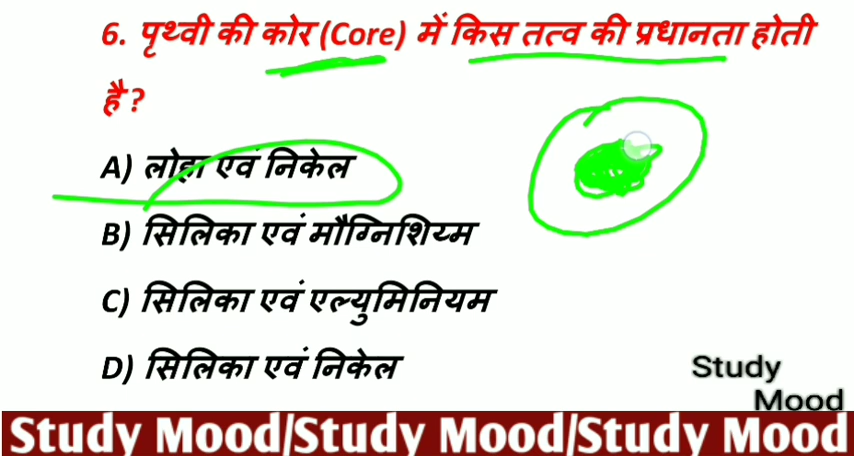 6. पृथ्वी की कोर (Core) में किस तत्व की प्रधानता होती
है ?
A) लोहा एवं निकेल
B) सिलिका एवं मौग्निशिय्म
C) सिलिका एवं एल्युमिनियम
D) सिलिका एवं निकेल
Study
Mood
Study Mood/Study Mood/Study Mood